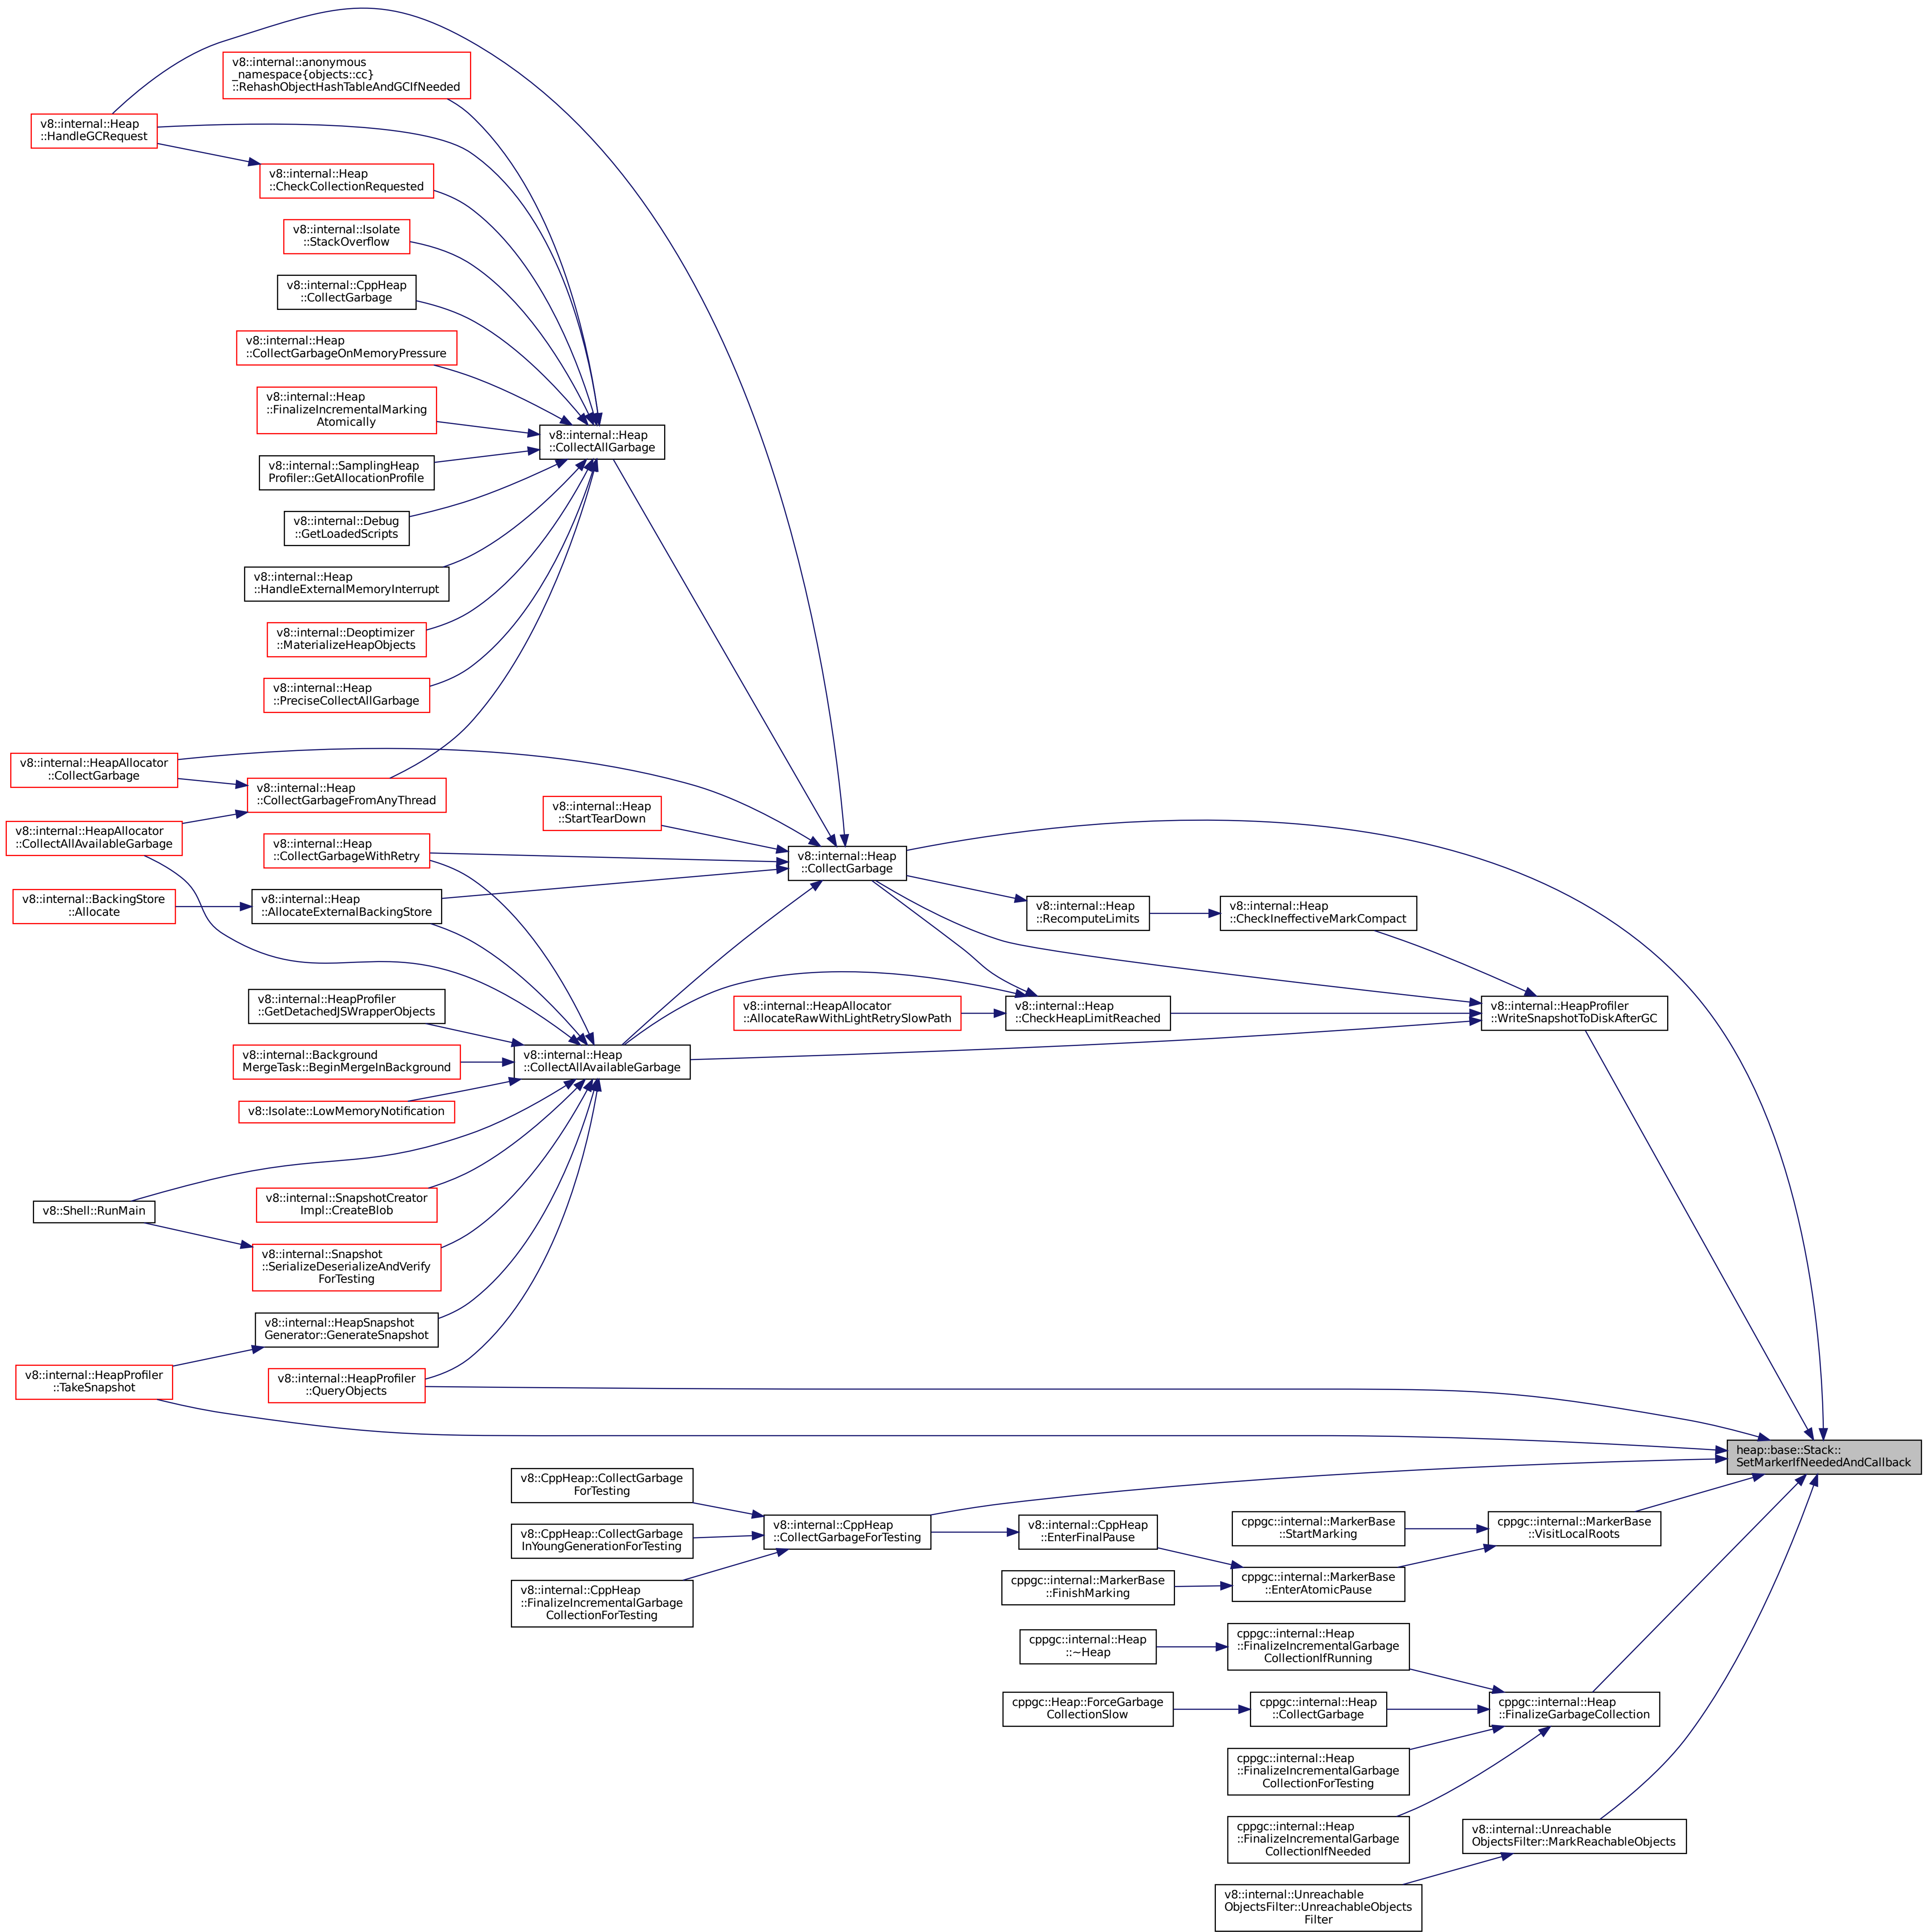 v8::internal::anonymous
_namespace{objects::cc}
::RehashObjectHashTableAndGCIfNeeded
v8::internal::Heap
::HandleGCRequest
v8::internal::Heap
::CheckCollectionRequested
v8::internal::Isolate
::StackOverflow
v8::internal::CppHeap
::CollectGarbage
v8::internal::Heap
::CollectGarbageOnMemoryPressure
v8::internal::Heap
::FinalizeIncrementalMarking
Atomically
v8::internal::Heap
::CollectAllGarbage
v8::internal::SamplingHeap
Profiler::GetAllocationProfile
v8::internal::Debug
::GetLoadedScripts
v8::internal::Heap
::HandleExternalMemoryInterrupt
v8::internal::Deoptimizer
::MaterializeHeapObjects
v8::internal::Heap
::PreciseCollectAllGarbage
v8::internal::HeapAllocator
::CollectGarbage
v8::internal::Heap
::CollectGarbageFromAnyThread
v8::internal::Heap
::StartTearDown
v8::internal::HeapAllocator
::CollectAllAvailableGarbage
v8::internal::Heap
::CollectGarbageWithRetry
v8::internal::Heap
::CollectGarbage
v8::internal::BackingStore
::Allocate
v8::internal::Heap
::AllocateExternalBackingStore
v8::internal::Heap
::RecomputeLimits
v8::internal::Heap
::CheckIneffectiveMarkCompact
v8::internal::HeapProfiler
::GetDetachedJSWrapperObjects
v8::internal::HeapAllocator
::AllocateRawWithLightRetrySlowPath
v8::internal::Heap
::CheckHeapLimitReached
v8::internal::HeapProfiler
::WriteSnapshotToDiskAfterGC
v8::internal::Background
MergeTask::BeginMergeInBackground
v8::internal::Heap
::CollectAllAvailableGarbage
v8::Isolate::LowMemoryNotification
v8::internal::SnapshotCreator
Impl::CreateBlob
v8::Shell::RunMain
v8::internal::Snapshot
::SerializeDeserializeAndVerify
ForTesting
v8::internal::HeapSnapshot
Generator::GenerateSnapshot
v8::internal::HeapProfiler
::TakeSnapshot
v8::internal::HeapProfiler
::QueryObjects
heap::base::Stack::
SetMarkerIfNeededAndCallback
v8::CppHeap::CollectGarbage
ForTesting
v8::CppHeap::CollectGarbage
InYoungGenerationForTesting
v8::internal::CppHeap
::CollectGarbageForTesting
v8::internal::CppHeap
::EnterFinalPause
cppgc::internal::MarkerBase
::StartMarking
cppgc::internal::MarkerBase
::VisitLocalRoots
v8::internal::CppHeap
::FinalizeIncrementalGarbage
CollectionForTesting
cppgc::internal::MarkerBase
::FinishMarking
cppgc::internal::MarkerBase
::EnterAtomicPause
cppgc::internal::Heap
::~Heap
cppgc::internal::Heap
::FinalizeIncrementalGarbage
CollectionIfRunning
cppgc::Heap::ForceGarbage
CollectionSlow
cppgc::internal::Heap
::CollectGarbage
cppgc::internal::Heap
::FinalizeGarbageCollection
cppgc::internal::Heap
::FinalizeIncrementalGarbage
CollectionForTesting
cppgc::internal::Heap
::FinalizeIncrementalGarbage
CollectionIfNeeded
v8::internal::Unreachable
ObjectsFilter::MarkReachableObjects
v8::internal::Unreachable
ObjectsFilter::UnreachableObjects
Filter